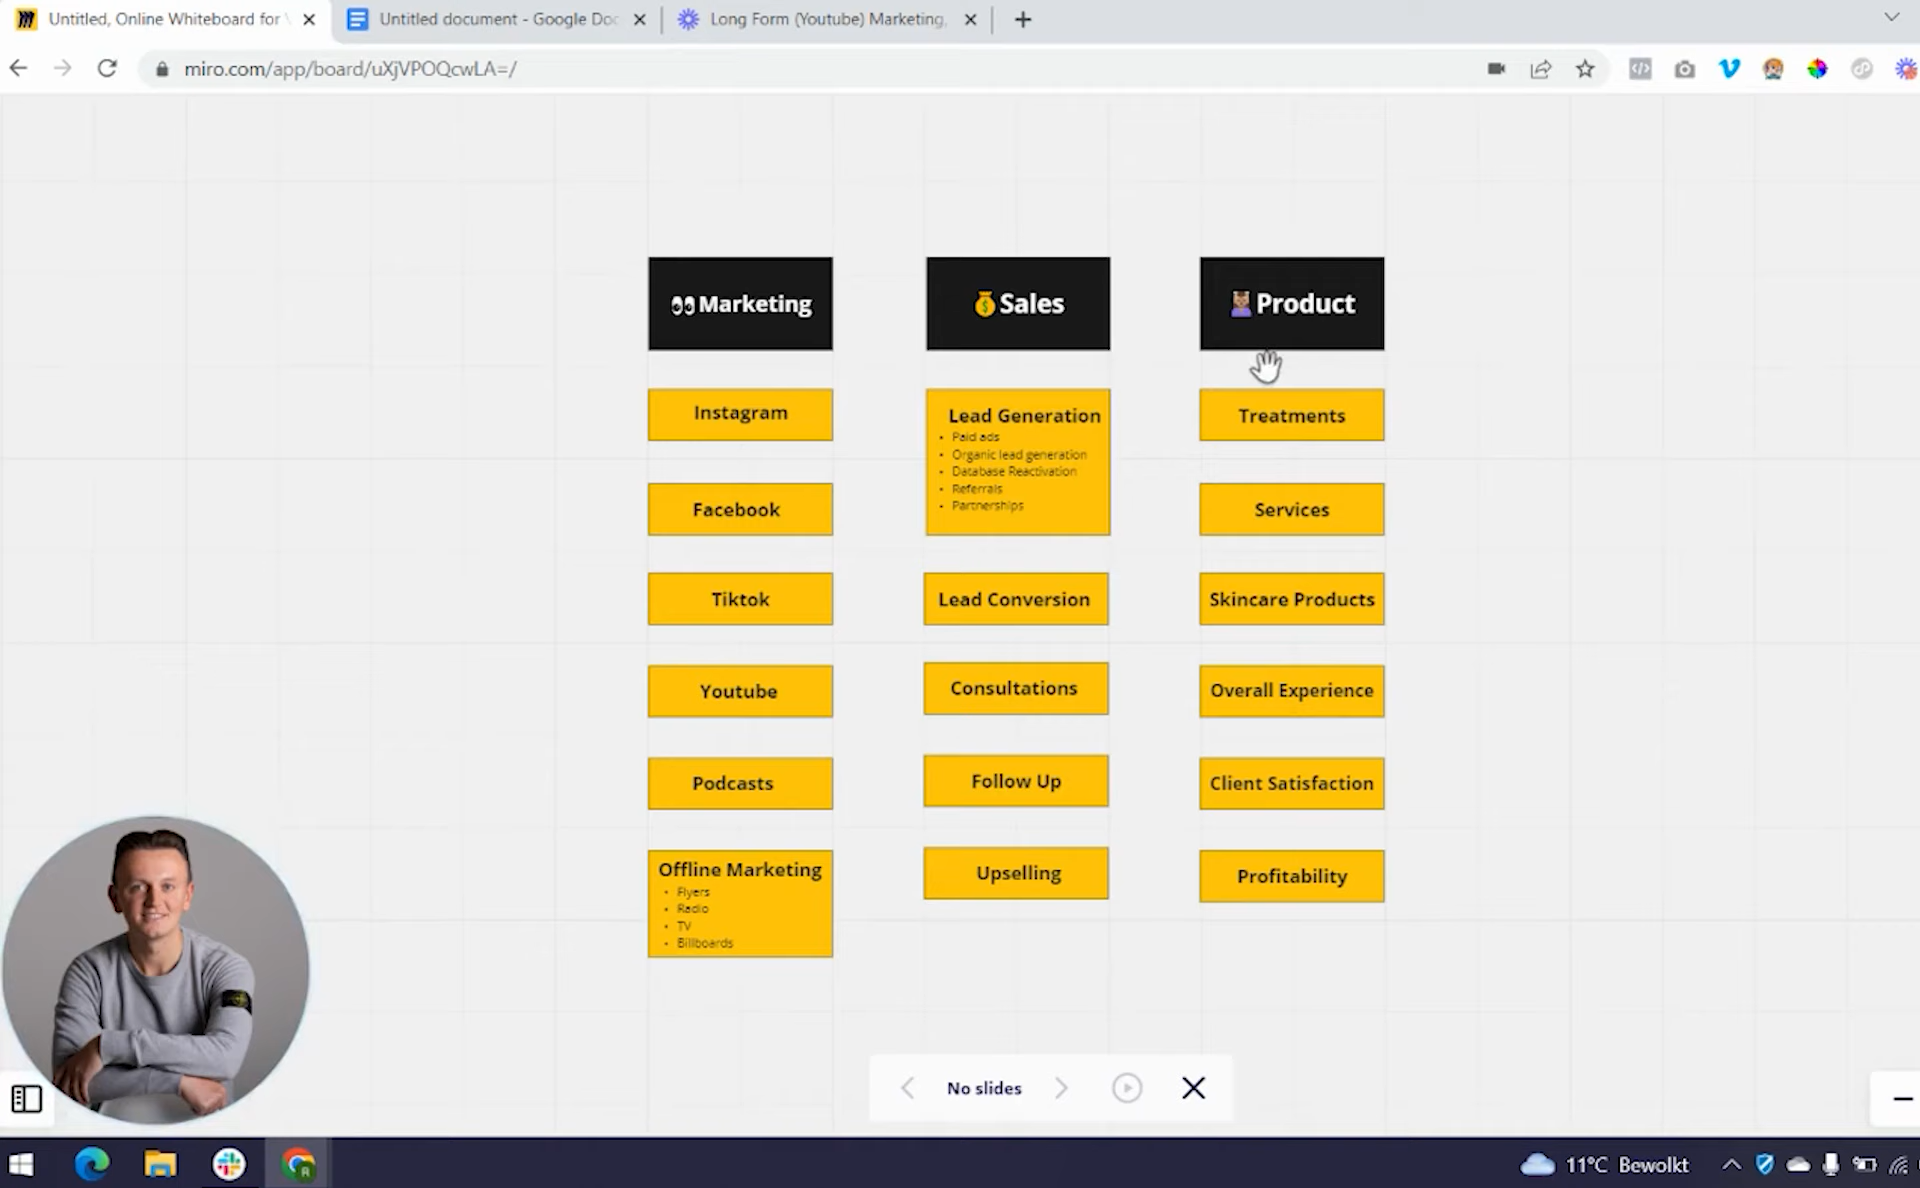 Untitled, Online Whiteboard for
Untitled document - Google Doc
Long Form (Youtube) Marketing,
miro.com/app/board/uXjVPOQcwLA=/
Marketing
Sales
Product
Instagram
Facebook
Tiktok
Youtube
Podcasts
Offline Marketing
• Flyers
• Radio
• TV
• Billboards
Lead Generation
• Paid ads
• Organic lead generation
• Database Reactivation
• Referrals
• Partnerships
Lead Conversion
Consultations
Follow Up
Upselling
Treatments
Services
Skincare Products
Overall Experience
Client Satisfaction
Profitability
No slides
11°C Bewolkt